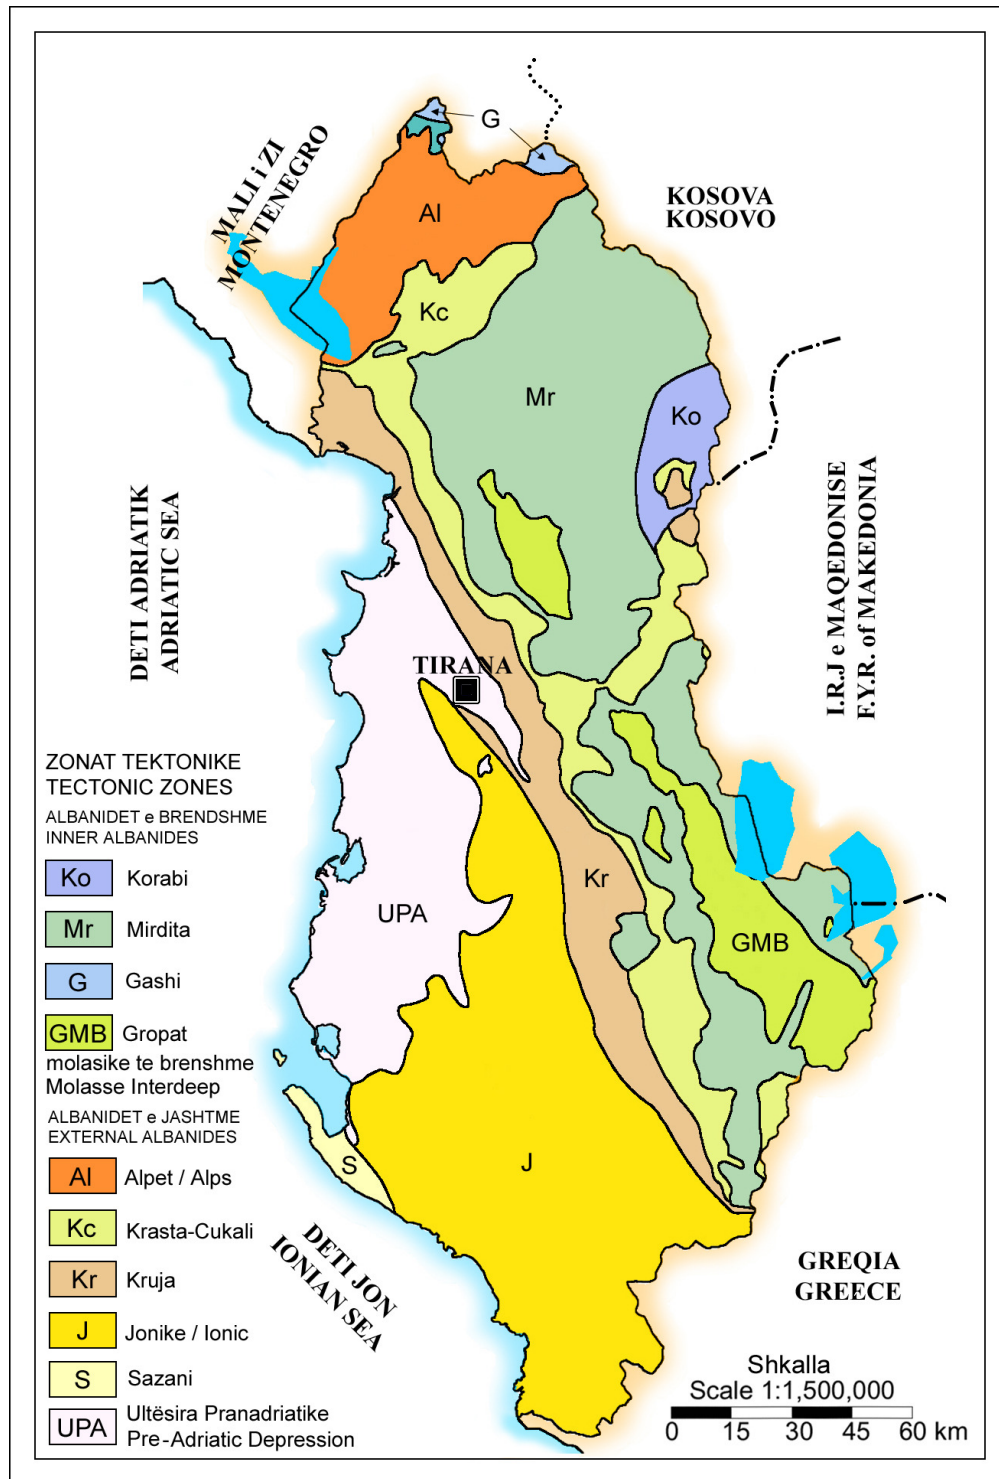 G
MALI i ZI
MONTENEGRO
KOSOVA
KOSOVO
Al
Kc
Mr
Ko
DETI ADRIATIK
ADRIATIC SEA
I.R.J e MAQEDONISE
F.Y.R. of MAKEDONIA
TIRANA
Kr
UPA
GMB
J
S
DETI JON
IONIAN SEA
GREQIA
GREECE
ZONAT TEKTONIKE
TECTONIC ZONES
ALBANIDET e BRENDSHME
INNER ALBANIDES
Ko Korabi
Mr Mirdita
G Gashi
GMB Gropat
molasike te brenshme
Molasse Interdeep
ALBANIDET e JASHTME
EXTERNAL ALBANIDES
Al Alpet / Alps
Kc Krasta-Cukali
Kr Kruja
J Jonike / Ionic
S Sazani
UPA Ultësira Pranadriatike
Pre-Adriatic Depression
Shkalla
Scale 1:1,500,000
0 15 30 45 60 km